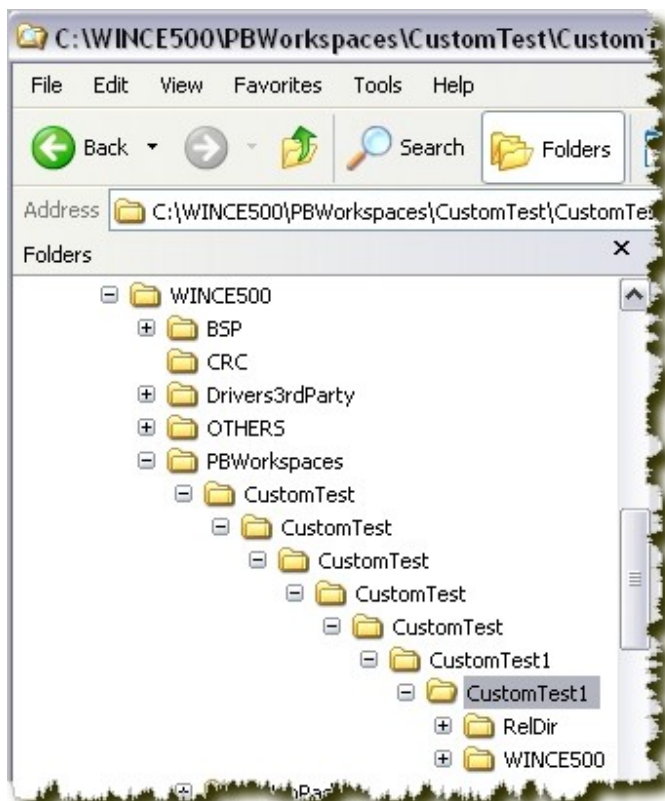 C:\WINCE500\PBWorkspaces\CustomTest\Custom
File Edit View Favorites Tools Help
Back Search Folders
Address C:\WINCE500\PBWorkspaces\CustomTest\CustomTes
Folders
WINCE500
BSP
CRC
Drivers3rdParty
OTHERS
PBWorkspaces
CustomTest
CustomTest
CustomTest
CustomTest
CustomTest
CustomTest1
CustomTest1
RelDir
WINCE500